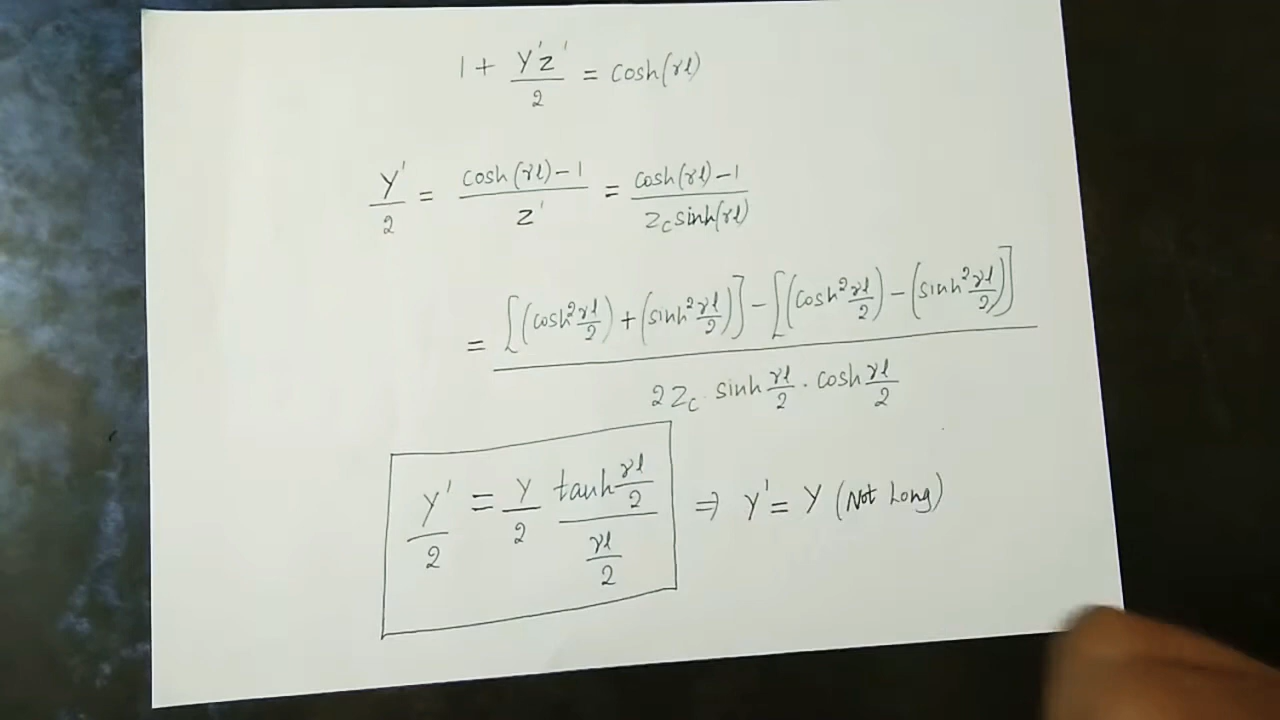 1 + Y'Z'/2 = cosh(γl)
Y'/2 = (cosh(γl) - 1)/Z' = (cosh(γl) - 1)/(Z_c sinh(γl))
= ([(cosh² γl/2) + (sinh² γl/2)] - [(cosh² γl/2) - (sinh² γl/2)])/(2Z_c . sinh γl/2 . cosh γl/2)
Y'/2 = Y/2 (tanh γl/2)/(γl/2) ⇒ Y' = Y (Not Long)